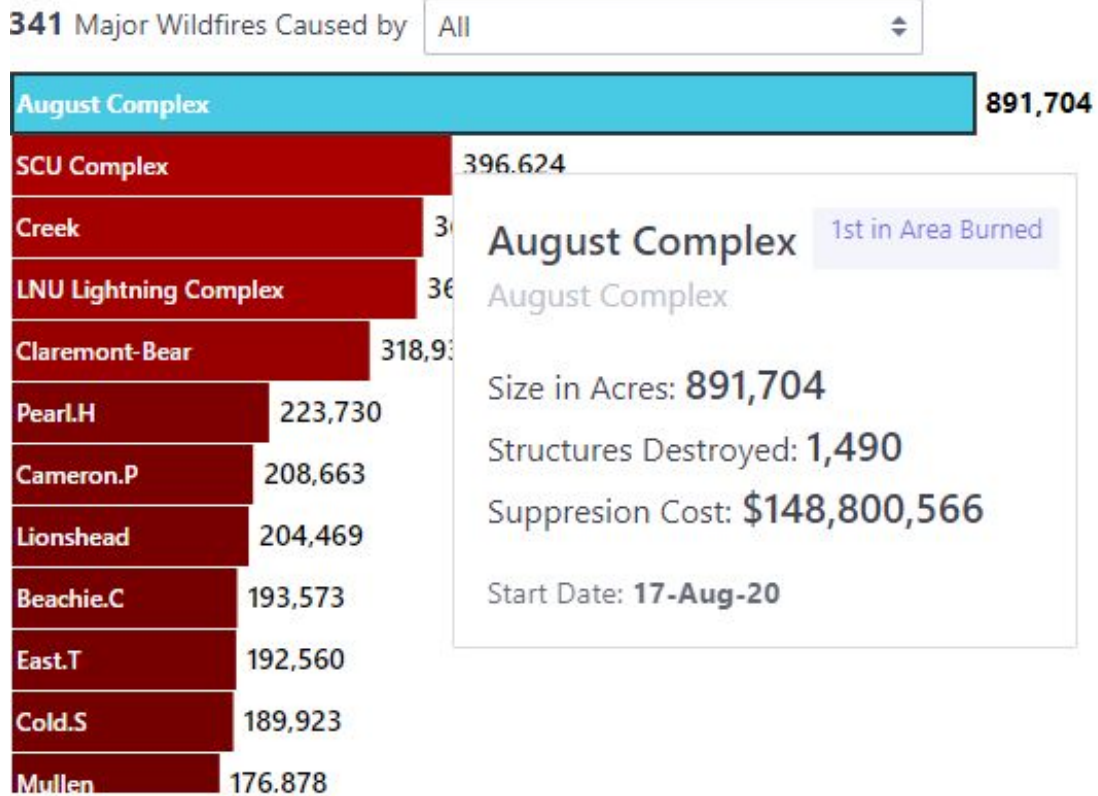 341 Major Wildfires Caused by All
August Complex 891,704
SCU Complex 396,624
Creek
LNU Lightning Complex
Claremont-Bear
Pearl.H 223,730
Cameron.P 208,663
Lionshead 204,469
Beachie.C 193,573
East.T 192,560
Cold.S 189,923
Mullen 176,878
August Complex 1st in Area Burned
August Complex
Size in Acres: 891,704
Structures Destroyed: 1,490
Suppresion Cost: $148,800,566
Start Date: 17-Aug-20